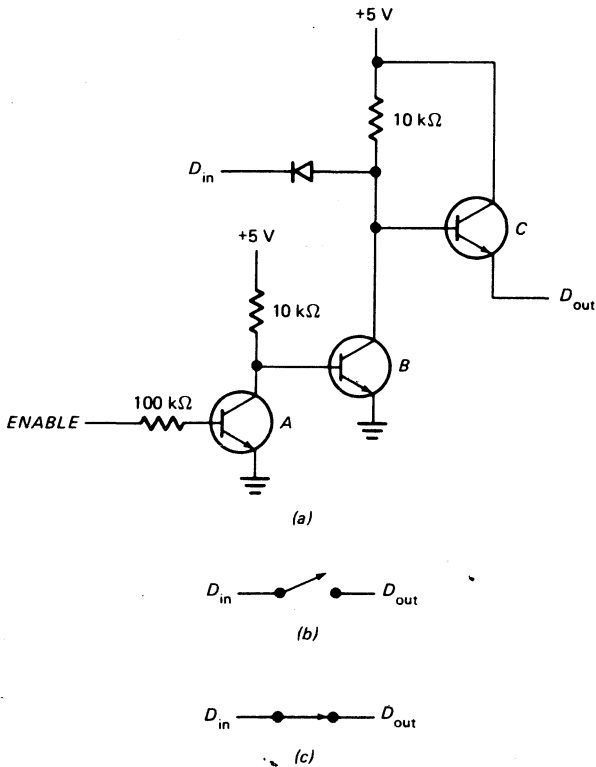 +5 V
10 kΩ
D_in
C
+5 V
D_out
10 kΩ
B
100 kΩ
ENABLE
A
(a)
D_in D_out
(b)
D_in D_out
(c)